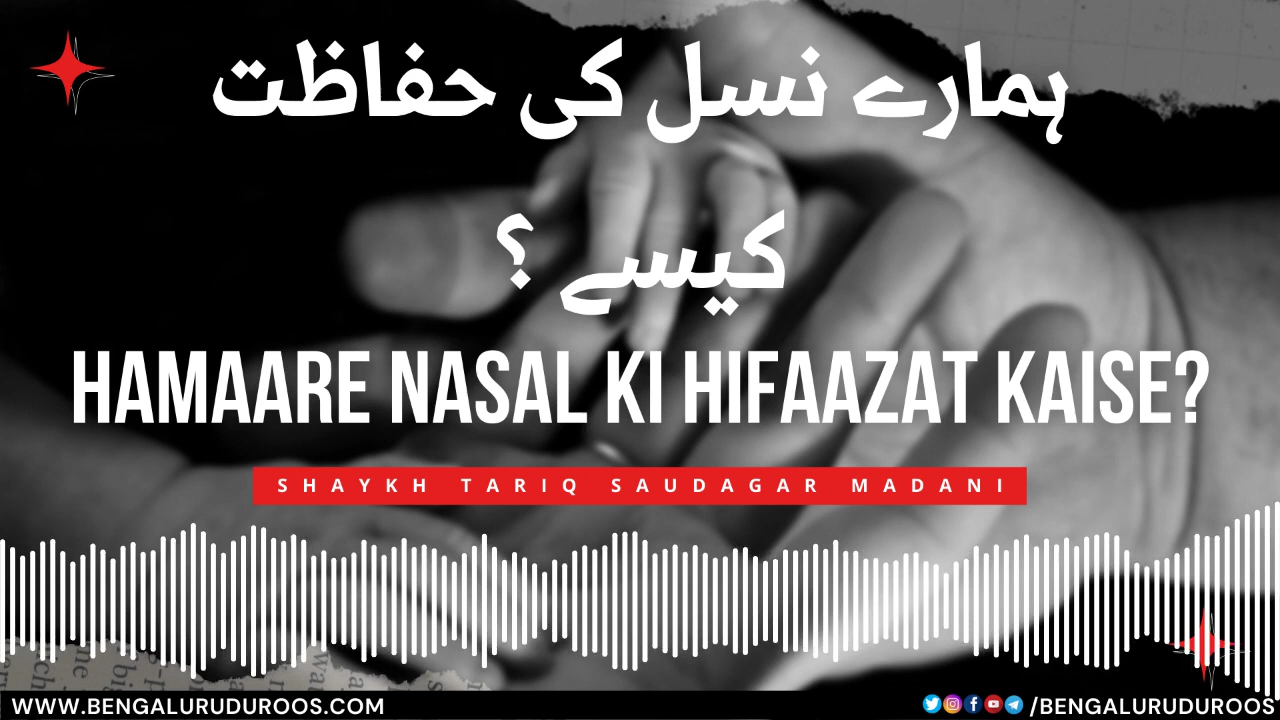 ہمارے نسل کی حفاظت
کیسے ؟
HAMAARE NASAL KI HIFAAZAT KAISE?
SHAYKH TARIQ SAUDAGAR MADANI
WWW.BENGALURUDUROOS.COM
/BENGALURUDUROOS